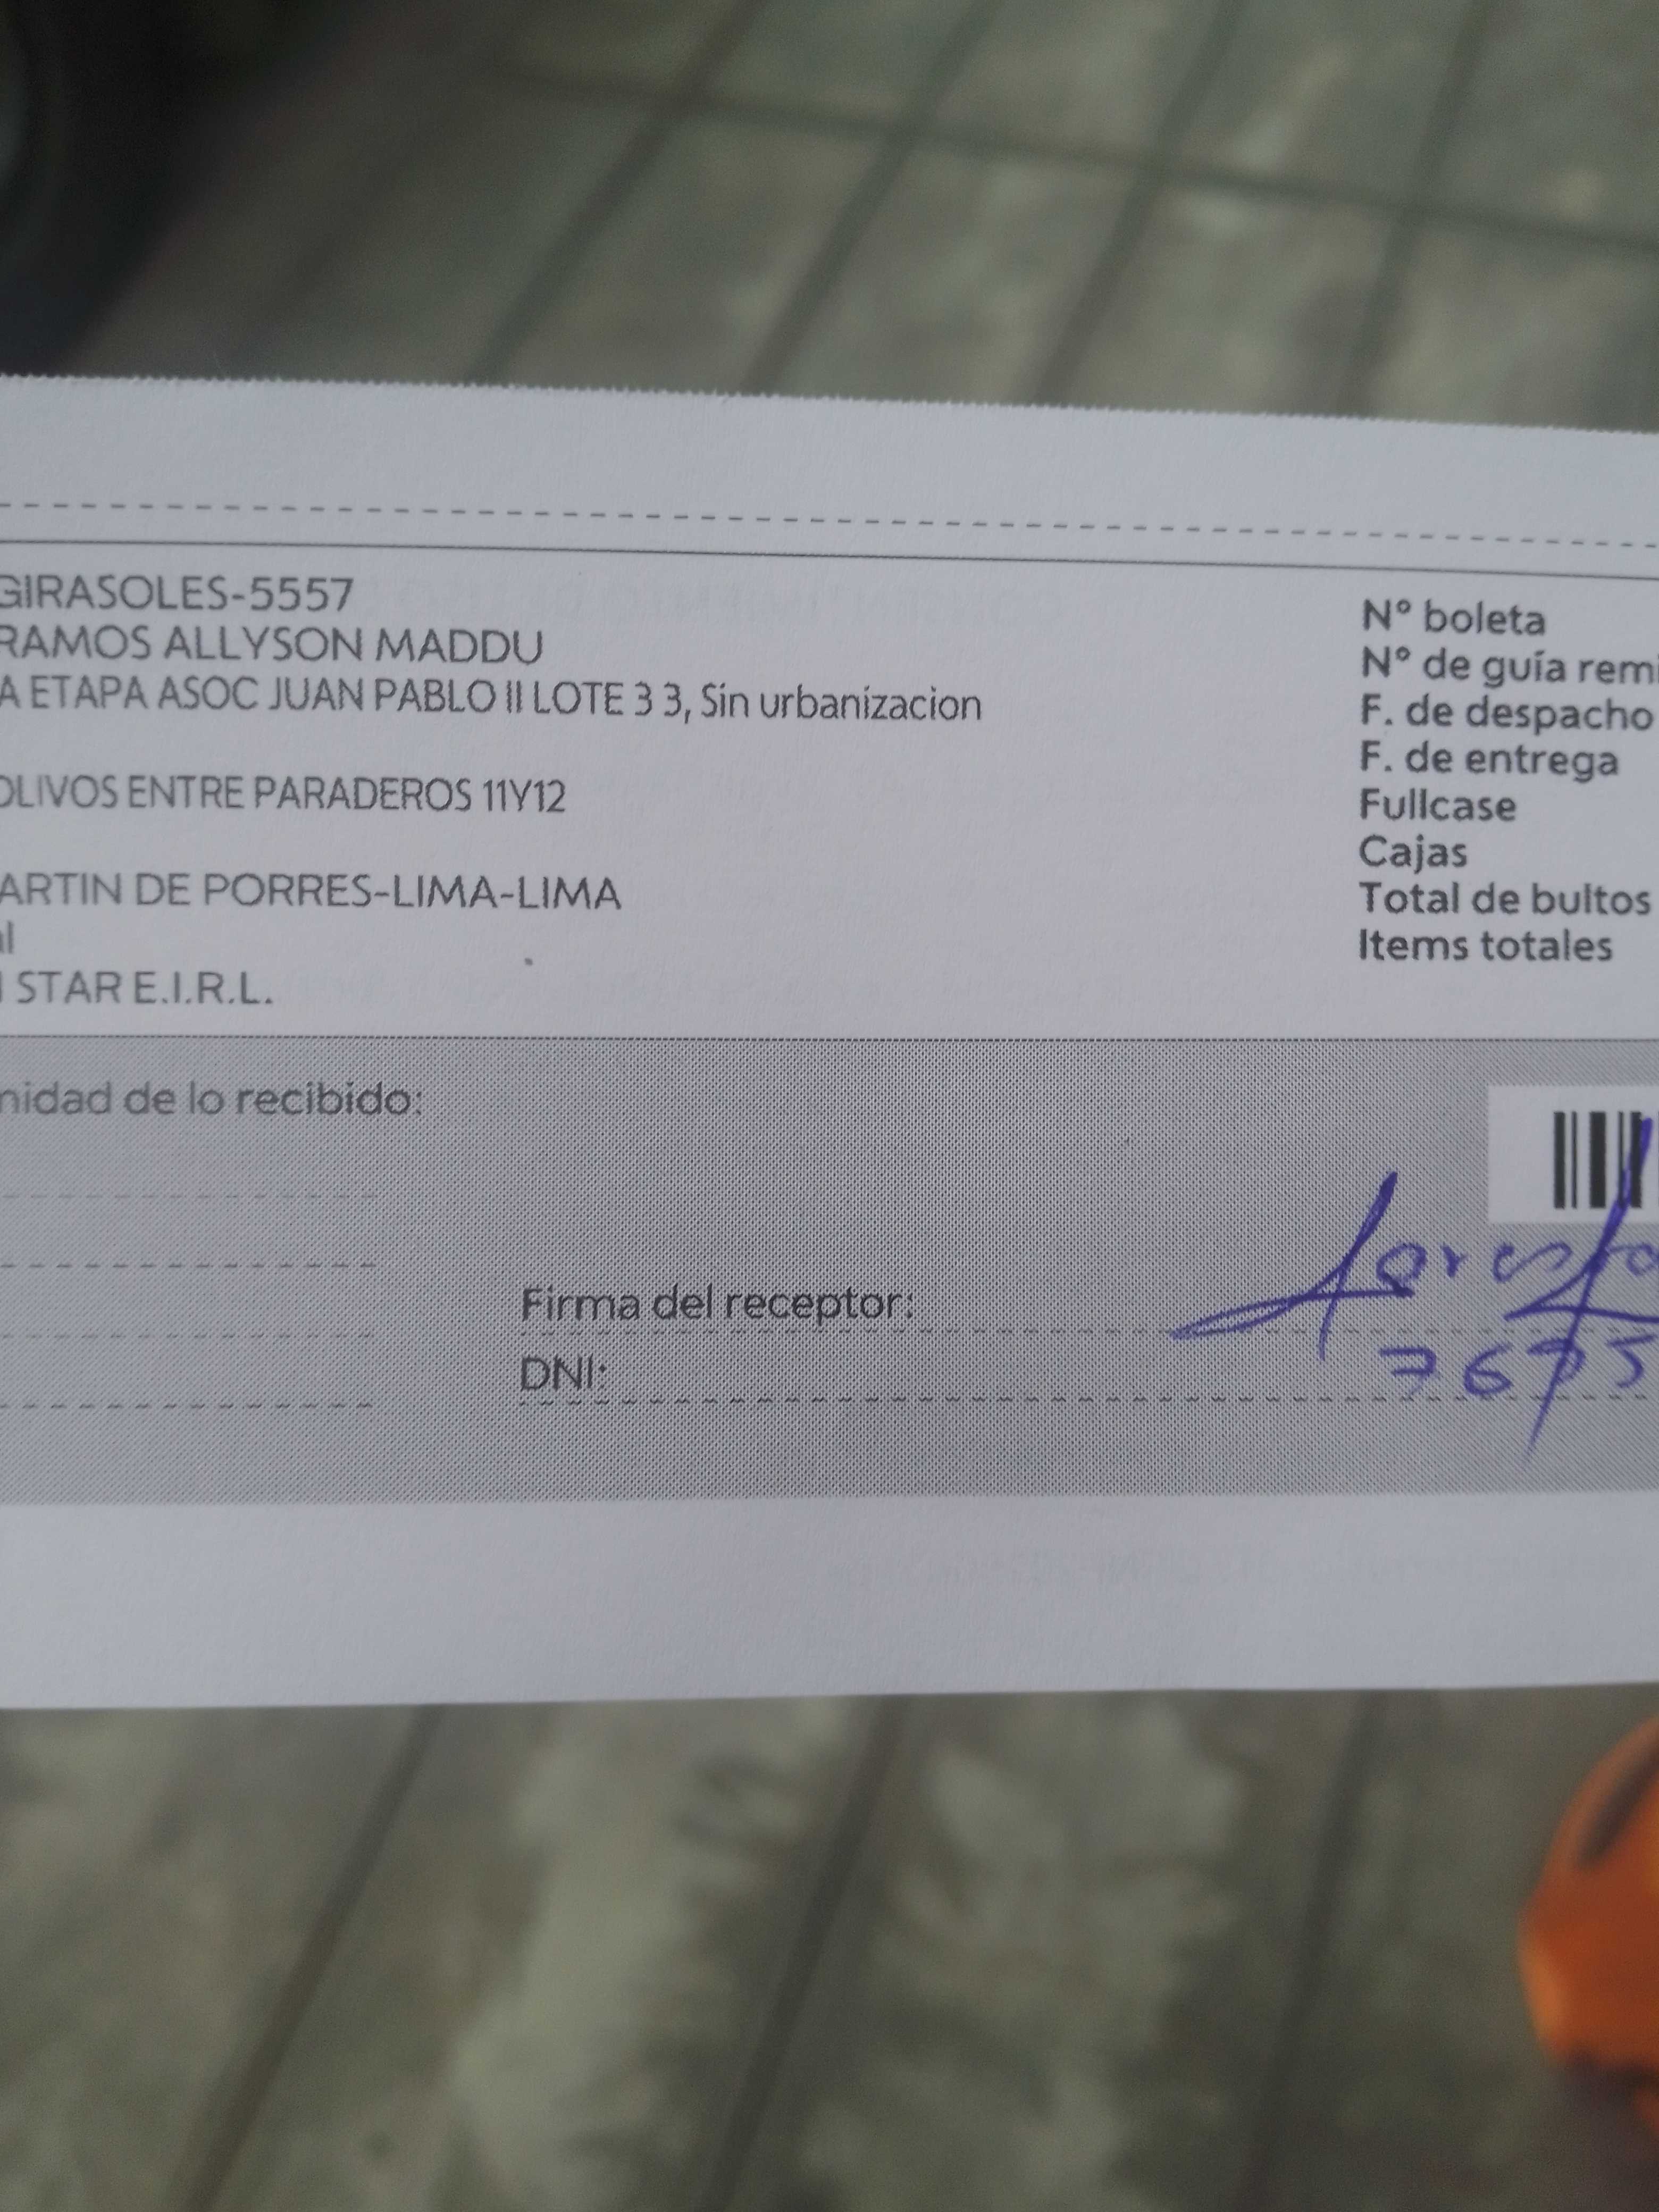 GIRASOLES-5557
RAMOS ALLYSON MADDU
A ETAPA ASOC JUAN PABLO II LOTE 3 3, Sin urbanizacion
OLIVOS ENTRE PARADEROS 11Y12
ARTIN DE PORRES-LIMA-LIMA
al
STAR E.I.R.L.
N° boleta
N° de guía remi
F. de despacho
F. de entrega
Fullcase
Cajas
Total de bultos
Items totales
nidad de lo recibido:
Firma del receptor:
DNI: 7675